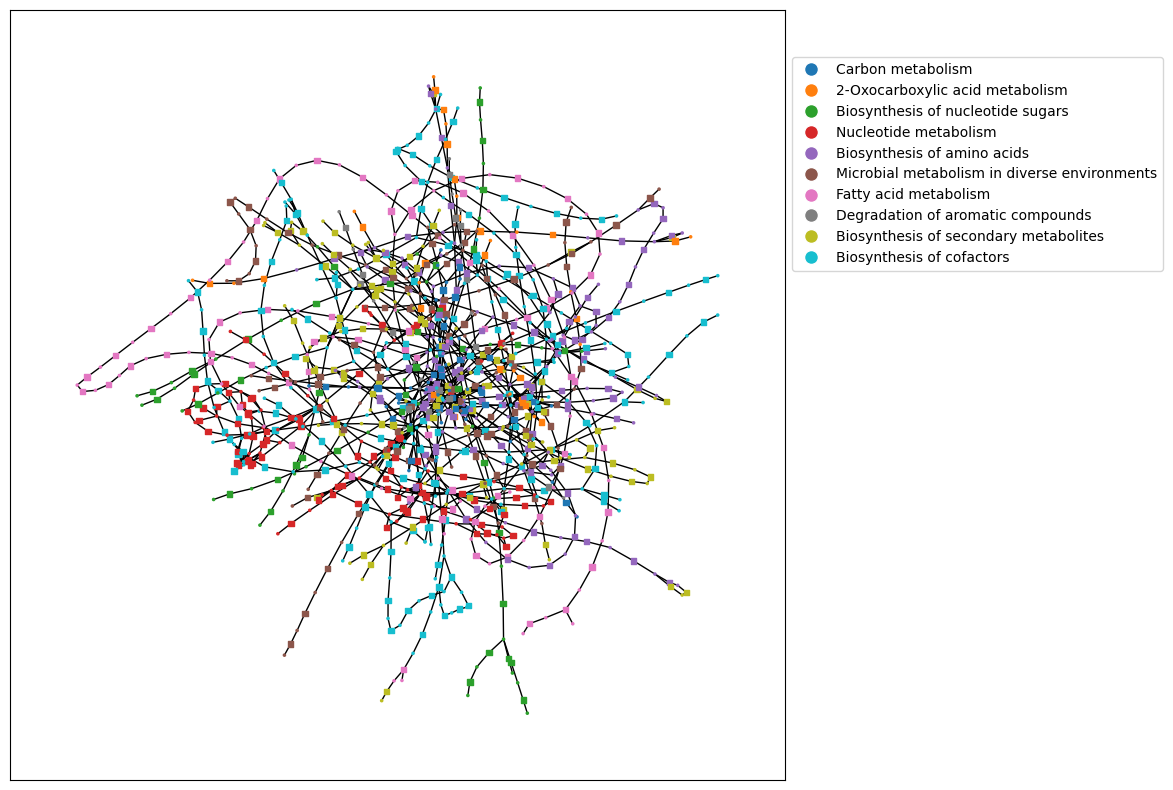 Carbon metabolism
2-Oxocarboxylic acid metabolism
Biosynthesis of nucleotide sugars
Nucleotide metabolism
Biosynthesis of amino acids
Microbial metabolism in diverse environments
Fatty acid metabolism
Degradation of aromatic compounds
Biosynthesis of secondary metabolites
Biosynthesis of cofactors